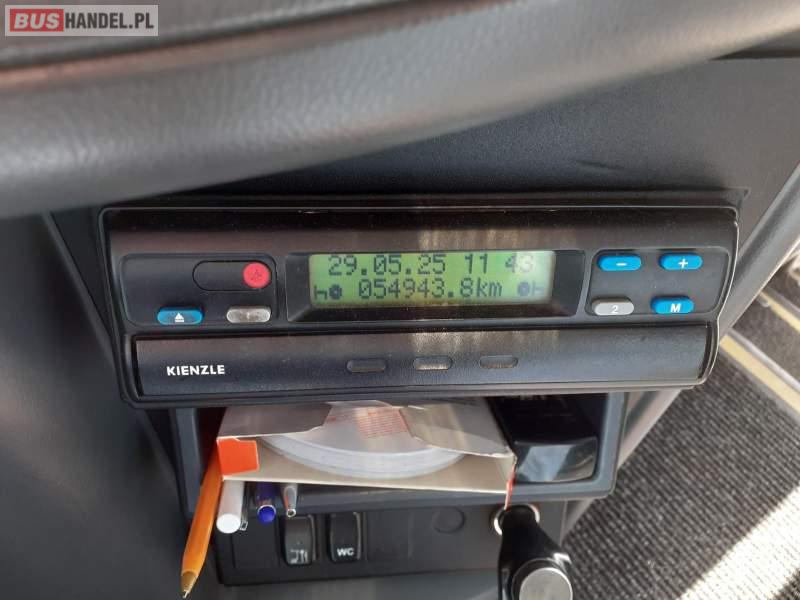 BUSHANDEL.PL
29.05.25 11 43
054943.8km
2
M
KIENZLE
WC